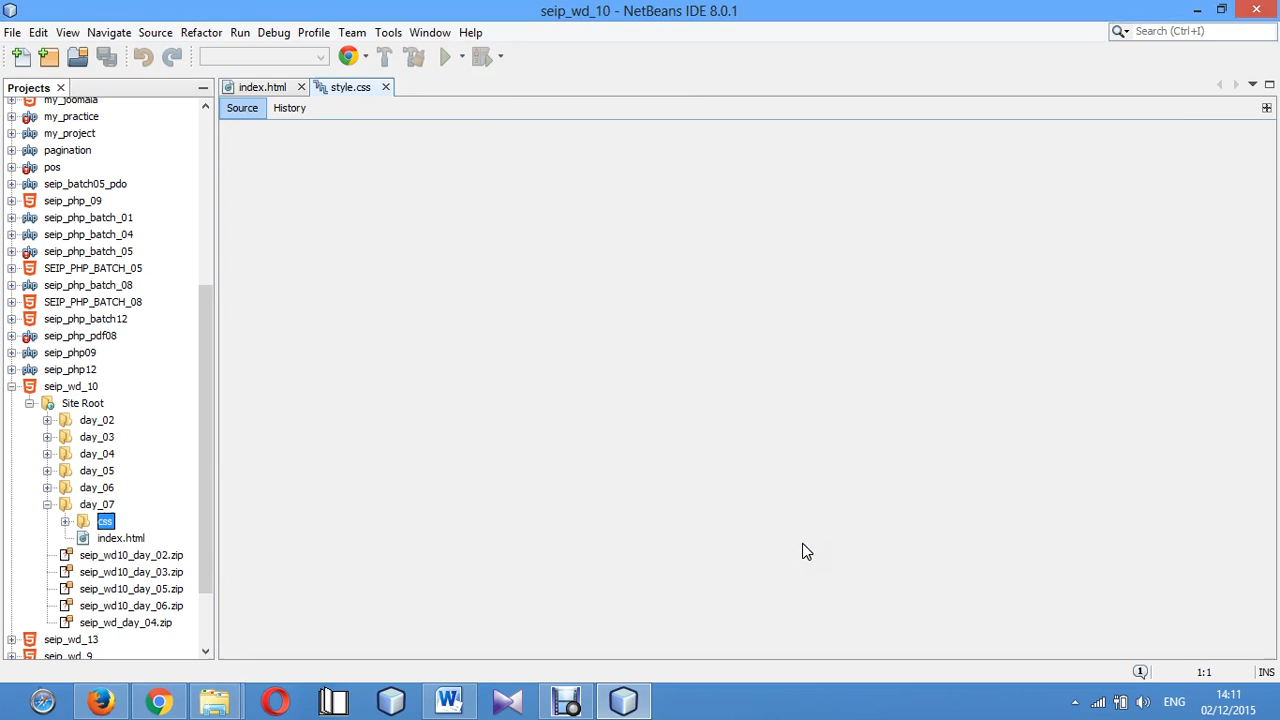 seip_wd_10 - NetBeans IDE 8.0.1
File Edit View Navigate Source Refactor Run Debug Profile Team Tools Window Help
Search (Ctrl+I)
Projects
index.html
style.css
Source History
my_joomala
my_practice
my_project
pagination
pos
seip_batch05_pdo
seip_php_09
seip_php_batch_01
seip_php_batch_04
seip_php_batch_05
SEIP_PHP_BATCH_05
seip_php_batch_08
SEIP_PHP_BATCH_08
seip_php_batch12
seip_php_pdf08
seip_php09
seip_php12
seip_wd_10
Site Root
day_02
day_03
day_04
day_05
day_06
day_07
css
index.html
seip_wd10_day_02.zip
seip_wd10_day_03.zip
seip_wd10_day_05.zip
seip_wd10_day_06.zip
seip_wd_day_04.zip
seip_wd_13
seip_wd_9
1:1 INS
ENG
14:11
02/12/2015